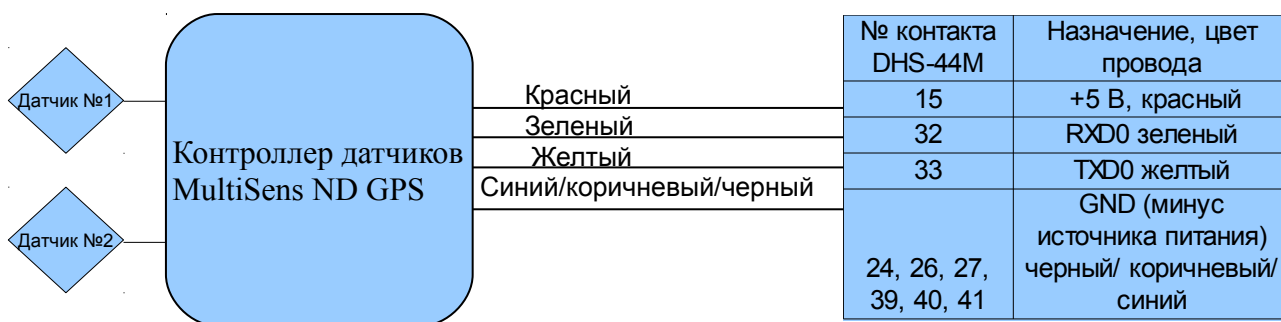 Датчик №1
Датчик №2
Контроллер датчиков
MultiSens ND GPS
Красный
Зеленый
Желтый
Синий/коричневый/черный
№ контакта
DHS-44M
Назначение, цвет
провода
15
+5 В, красный
32
RXD0 зеленый
33
TXD0 желтый
24, 26, 27,
39, 40, 41
GND (минус
источника питания)
черный/ коричневый/
синий